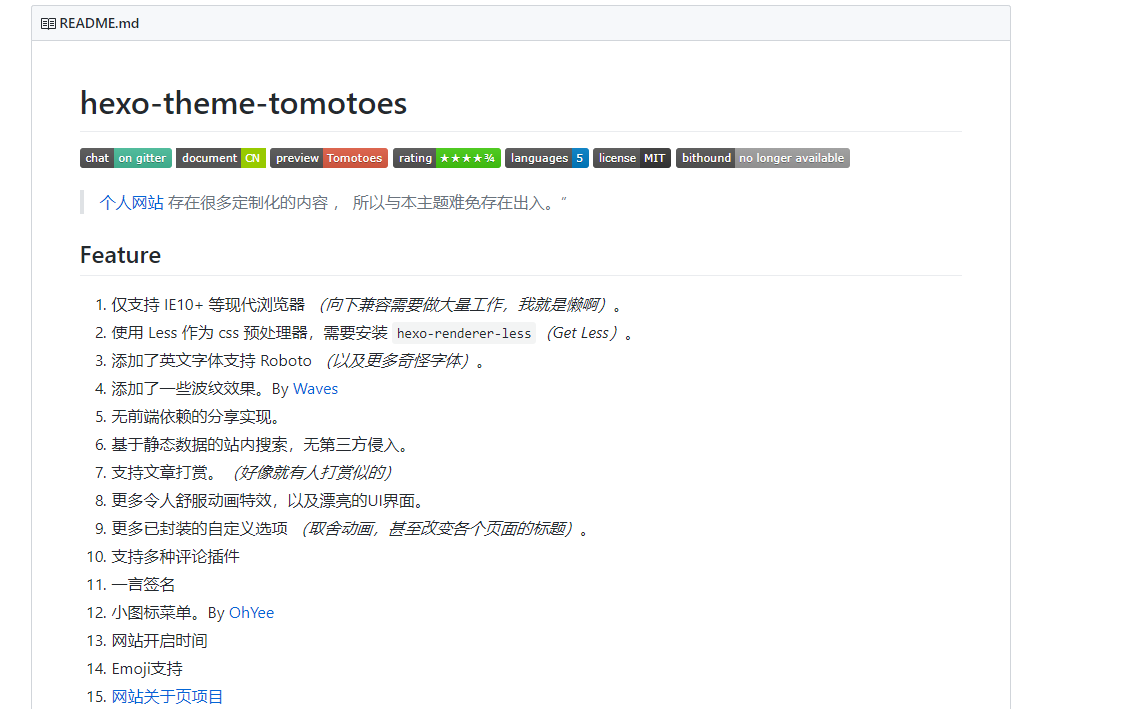 README.md
hexo-theme-tomotoes
chat on gitter document CN preview Tomotoes rating ★★★★¾ languages 5 license MIT bithound no longer available
个人网站 存在很多定制化的内容， 所以与本主题难免存在出入。”
Feature
1. 仅支持 IE10+ 等现代浏览器 （向下兼容需要做大量工作，我就是懒啊）。
2. 使用 Less 作为 css 预处理器，需要安装 hexo-renderer-less （Get Less）。
3. 添加了英文字体支持 Roboto （以及更多奇怪字体）。
4. 添加了一些波纹效果。By Waves
5. 无前端依赖的分享实现。
6. 基于静态数据的站内搜索，无第三方侵入。
7. 支持文章打赏。（好像就有人打赏似的）
8. 更多令人舒服动画特效，以及漂亮的UI界面。
9. 更多已封装的自定义选项 （取舍动画，甚至改变各个页面的标题）。
10. 支持多种评论插件
11. 一言签名
12. 小图标菜单。By OhYee
13. 网站开启时间
14. Emoji支持
15. 网站关于页项目